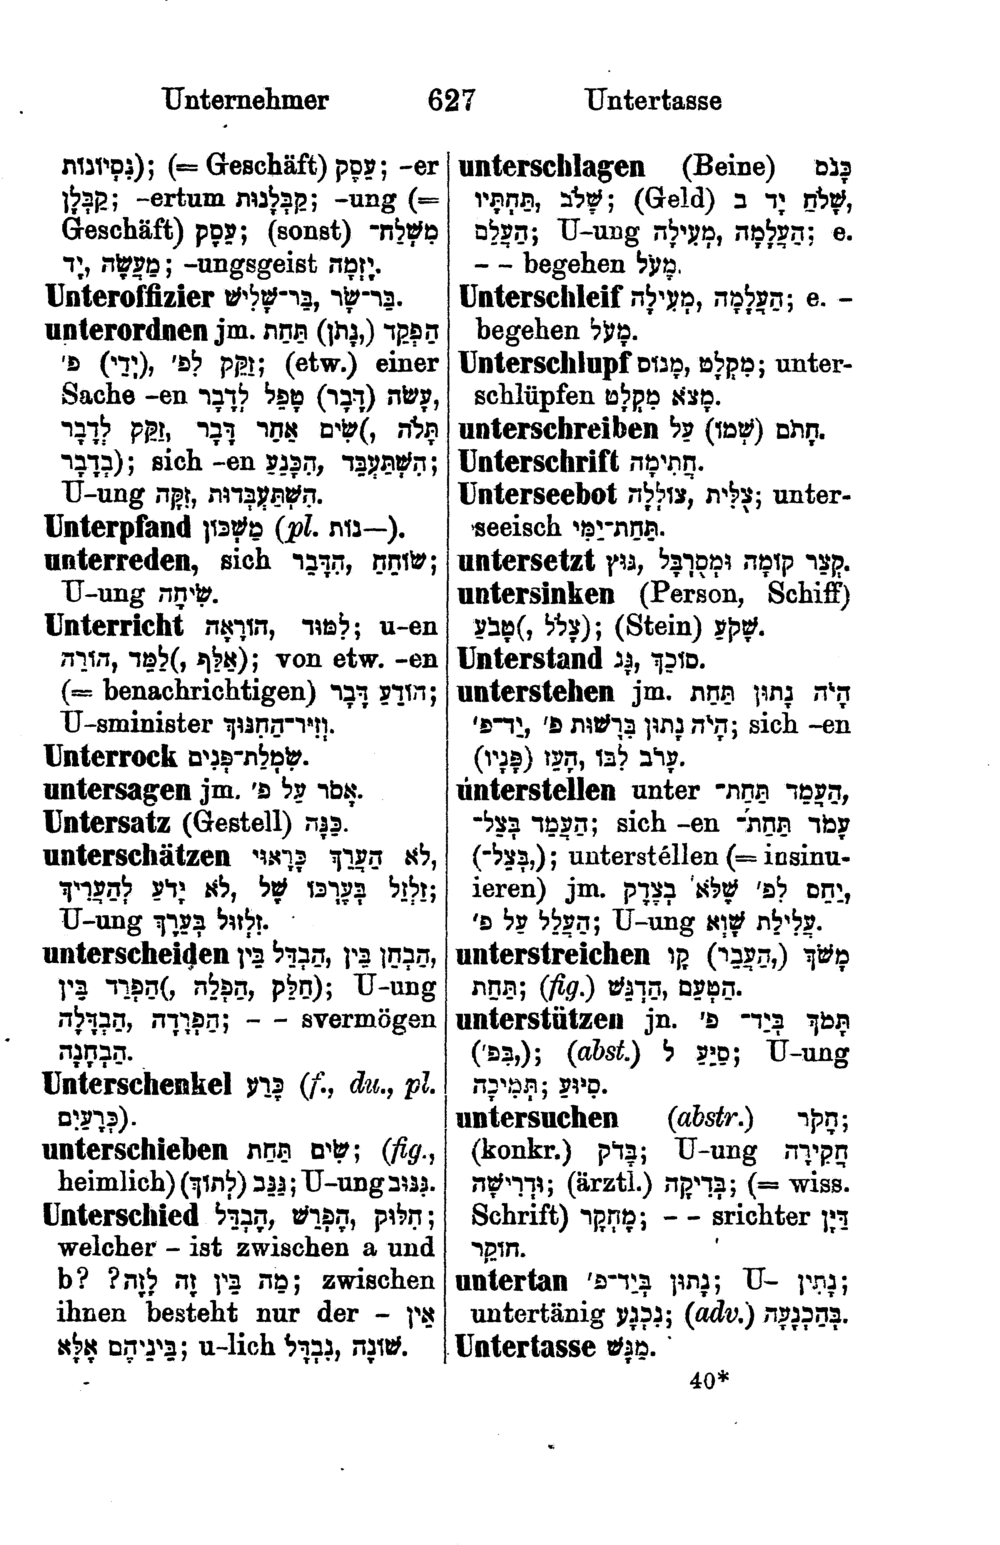 Unternehmer 627 Untertasse
נִסְיוֹנוֹת); (= Geschäft) עֵסֶק; -er
קַבְּלָן; -ertum קַבְּלָנוּת; -ung (=
Geschäft) עֵסֶק; (sonst) מִשְׁלַח־
יָד, מַעֲשֶׂה; -ungsgeist יָזְמָה.
Unteroffizier בַּר־שָׂר, בַּר־שָׁלִישׁ.
unterordnen jm. הַפְקֵד (נָתֹן,) תַּחַת
פ' (יְדֵי), זַקֵּק לְפ'; (etw.) einer
Sache -en עָשֹׂה (דָּבָר) טָפֵל לְדָבָר,
תָּלֹה (,שִׂים אַחַר דָּבָר, זַקֵּק לְדָבָר
בְּדָבָר); sich -en הִכָּנַע, הִשְׁתַּעְבֵּד;
U-ung זִקָּה, הִשְׁתַּעְבְּדוּת.
Unterpfand מַשְׁכּוֹן (pl. נוֹת—).
unterreden, sich הִדָּבֵר, שׂוֹחֵחַ;
U-ung שִׂיחָה.
Unterricht הוֹרָאָה, לִמּוּד; u-en
הוֹרֵה, לַמֵּד (,אַלֵּף); von etw. -en
(= benachrichtigen) הוֹדַע דָּבָר;
U-sminister וְזִיר־הַחִנּוּךְ.
Unterrock שִׂמְלַת־פְּנִים.
untersagen jm. אָסֹר עַל פ'.
Untersatz (Gestell) כַּנָּה.
unterschätzen לֹא הַעֲרֵךְ כָּרָאוּי,
זַלְזֵל בְּעֶרְכּוֹ שֶׁל, לֹא יָדֹעַ לְהַעֲרִיךְ;
U-ung זִלְזוּל בְּעֵרֶךְ.
unterscheiden הַבְחֵן בֵּין, הַבְדֵּל בֵּין,
(חַלֵּק, הַפְלֵה, הַפְרֵד בֵּין); U-ung
הַבְדָּלָה, הַפְרָדָה; - - svermögen
הַבְחָנָה.
Unterschenkel כֶּרַע (f., du., pl.
כְּרָעַיִם).
unterschieben שִׂים תַּחַת; (fig.,
heimlich) גַּנֵּב (לְתוֹךְ); U-ung גִּנּוּב.
Unterschied הֶבְדֵּל, הֶפְרֵשׁ, חִלּוּק;
welcher - ist zwischen a und
b? מַה בֵּין זֶה לָזֶה?; zwischen
ihnen besteht nur der - אֵין
בֵּינֵיהֶם אֶלָּא; u-lich שׁוֹנֶה, נִבְדָּל.
unterschlagen (Beine) כָּנֹס
שָׁלֹב, תַּחְתָּיו; (Geld) שָׁלֹחַ יָד ב,
הַעֲלֵם; U-ung מְעִילָה, הַעֲלָמָה; e.
- - begehen מָעֹל.
Unterschleif מְעִילָה, הַעֲלָמָה; e. -
begehen מָעֹל.
Unterschlupf מָנוֹס, מִקְלָט; unter-
schlüpfen מָצֹא מִקְלָט.
unterschreiben חָתֹם (שְׁמוֹ) עַל.
Unterschrift חֲתִימָה.
Unterseebot צוֹלְלָה, צֻלִּית; unter-
seeisch תַּחַת־יַמִּי.
untersetzt קְצַר קוֹמָה וּמְסֻרְבָּל, גּוּץ.
untersinken (Person, Schiff)
טָבֹעַ (,צָלֹל); (Stein) שָׁקֹעַ.
Unterstand סוֹכֵךְ, גַּג.
unterstehen jm. הָיֹה נָתוּן תַּחַת
יַד־פ', הָיֹה נָתוּן בִּרְשׁוּת פ'; sich -en
עָרֹב לִבּוֹ, הָעֵז (פָּנָיו).
únterstellen unter הַעֲמֵד תַּחַת־,
הַעֲמֵד בְּצֵל־; sich -en עָמֹד תַּחַת־
(,בְּצֵל־); unterstéllen (= insinu-
ieren) jm. יַחֵס לְפ' שֶׁלֹּא בְצֶדֶק,
הַעֲלֵל עַל פ'; U-ung עֲלִילַת שָׁוְא.
unterstreichen מָשֹׁךְ (,הַעֲבֵר) קַו
תַּחַת; (fig.) הַטְעֵם, הַדְגֵּשׁ.
unterstützen jn. תָּמֹךְ בְּיַד־ פ'
(,בְּפ'); (abst.) סַיֵּעַ ל; U-ung
סִיּוּעַ; תְּמִיכָה.
untersuchen (abstr.) חָקֹר;
(konkr.) בָּדֹק; U-ung חֲקִירָה
וּדְרִישָׁה; (ärztl.) בְּדִיקָה; (= wiss.
Schrift) מֶחְקָר; - - srichter דַּיָּן
חוֹקֵר.
untertan נָתוּן בְּיַד־פ'; U- נָתִין;
untertänig נִכְנָע; (adv.) בְּהַכְנָעָה.
Untertasse מַגָּשׁ.
40*